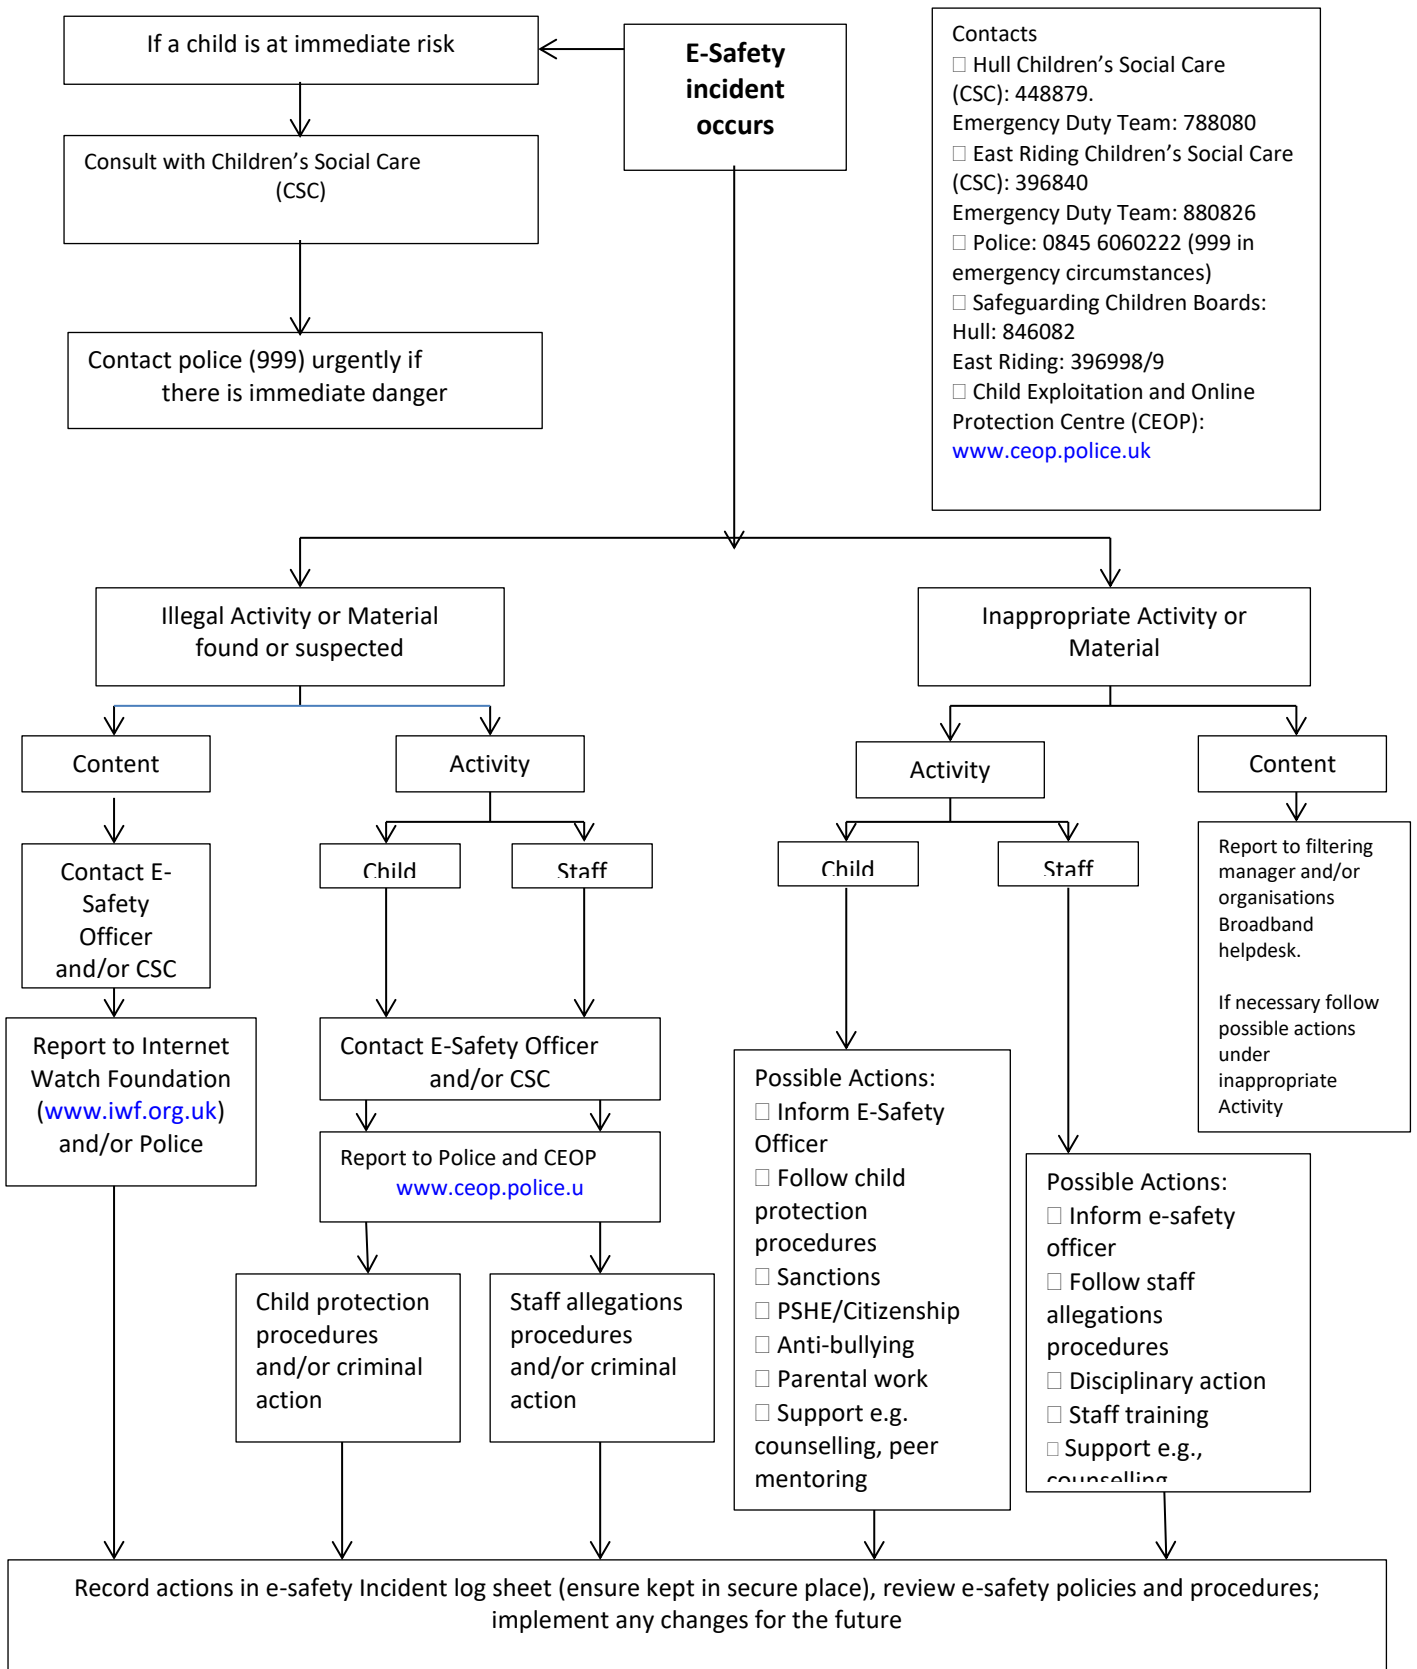 If a child is at immediate risk
E-Safety
incident
occurs
Consult with Children’s Social Care
(CSC)
Contact police (999) urgently if
there is immediate danger
Contacts
□ Hull Children’s Social Care
(CSC): 448879.
Emergency Duty Team: 788080
□ East Riding Children’s Social Care
(CSC): 396840
Emergency Duty Team: 880826
□ Police: 0845 6060222 (999 in
emergency circumstances)
□ Safeguarding Children Boards:
Hull: 846082
East Riding: 396998/9
□ Child Exploitation and Online
Protection Centre (CEOP):
www.ceop.police.uk
Illegal Activity or Material
found or suspected
Inappropriate Activity or
Material
Content
Activity
Activity
Content
Contact E-
Safety
Officer
and/or CSC
Child
Staff
Child
Staff
Report to filtering
manager and/or
organisations
Broadband
helpdesk.
If necessary follow
possible actions
under
inappropriate
Activity
Report to Internet
Watch Foundation
(www.iwf.org.uk)
and/or Police
Contact E-Safety Officer
and/or CSC
Report to Police and CEOP
www.ceop.police.u
Child protection
procedures
and/or criminal
action
Staff allegations
procedures
and/or criminal
action
Possible Actions:
□ Inform E-Safety
Officer
□ Follow child
protection
procedures
□ Sanctions
□ PSHE/Citizenship
□ Anti-bullying
□ Parental work
□ Support e.g.
counselling, peer
mentoring
Possible Actions:
□ Inform e-safety
officer
□ Follow staff
allegations
procedures
□ Disciplinary action
□ Staff training
□ Support e.g.,
counselling
Record actions in e-safety Incident log sheet (ensure kept in secure place), review e-safety policies and procedures;
implement any changes for the future